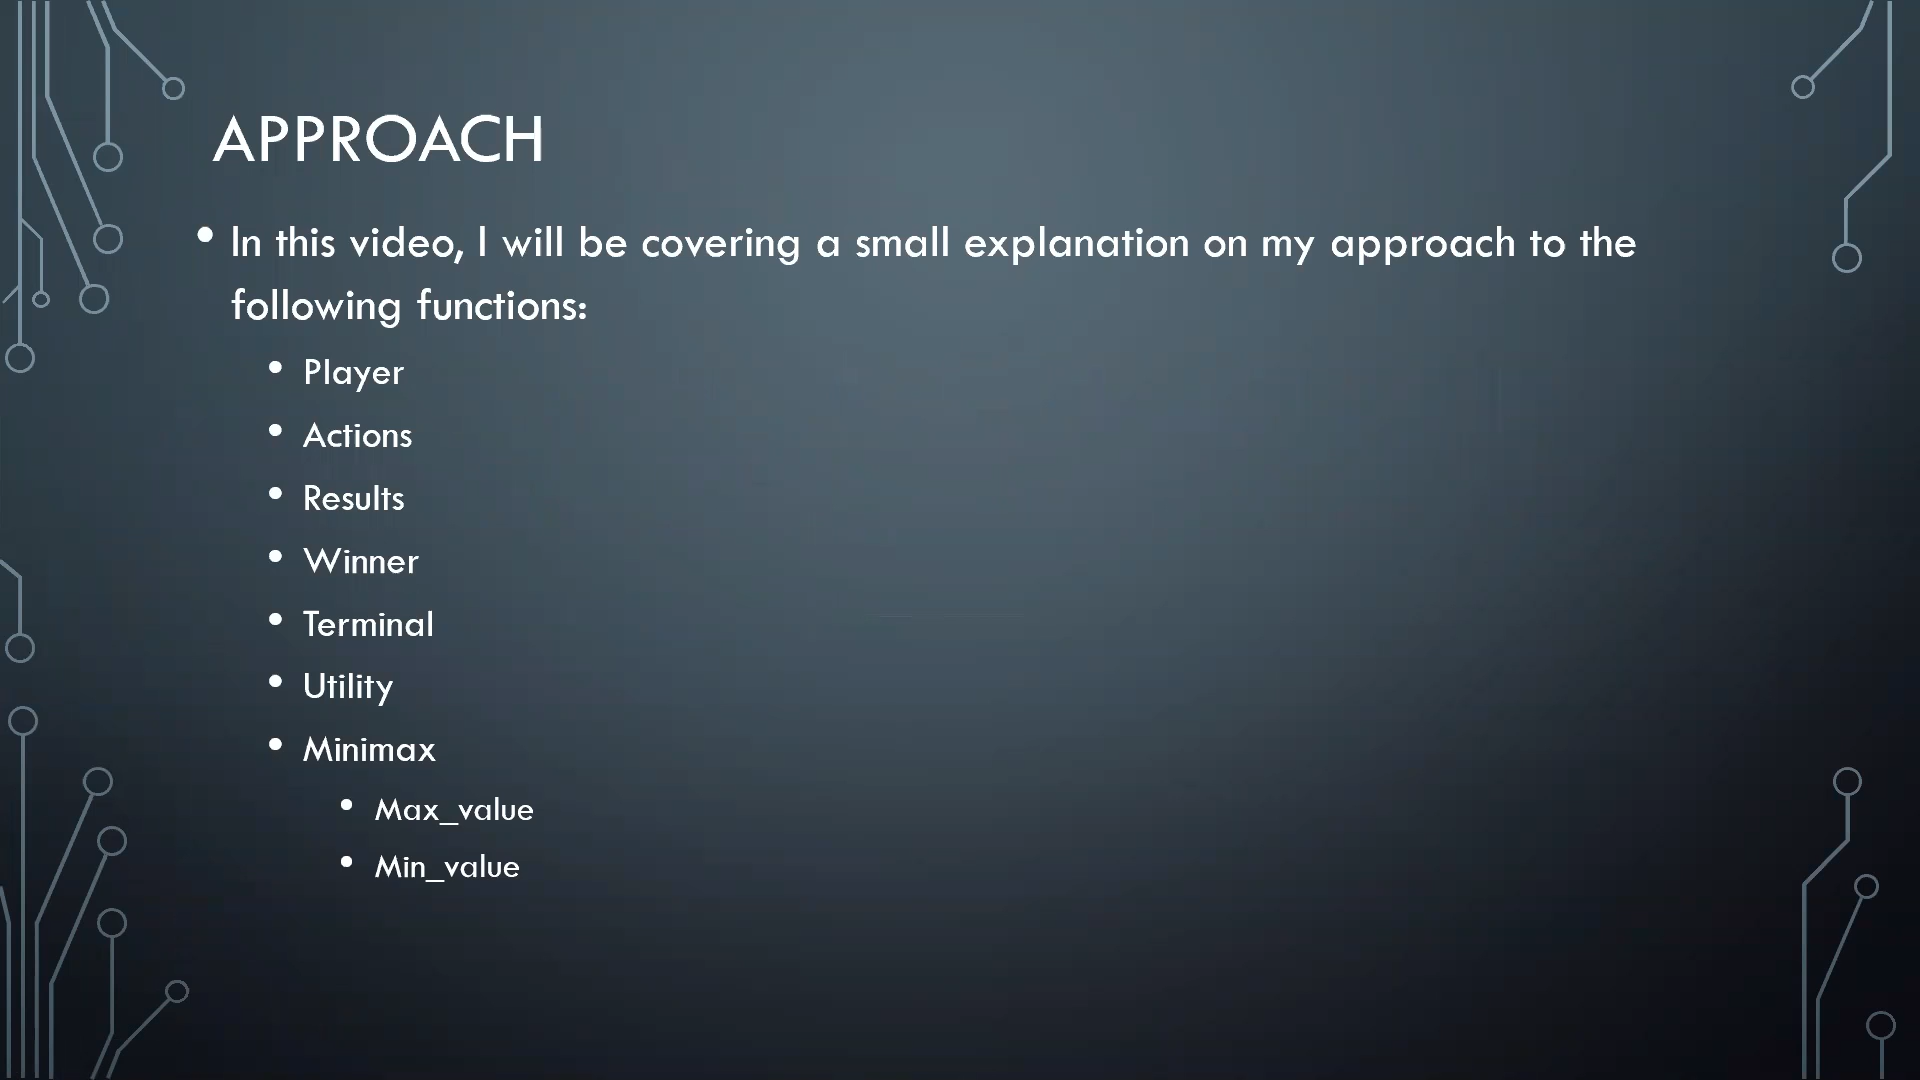 APPROACH
• In this video, I will be covering a small explanation on my approach to the
following functions:
• Player
• Actions
• Results
• Winner
• Terminal
• Utility
• Minimax
• Max_value
• Min_value